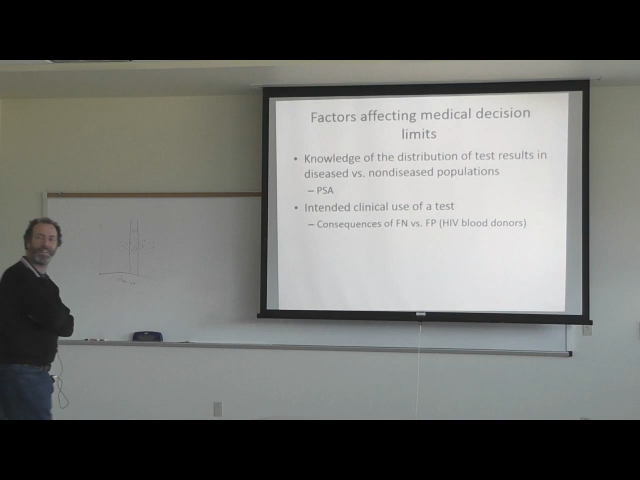 Factors affecting medical decision
limits
• Knowledge of the distribution of test results in
diseased vs. nondiseased populations
– PSA
• Intended clinical use of a test
– Consequences of FN vs. FP (HIV blood donors)